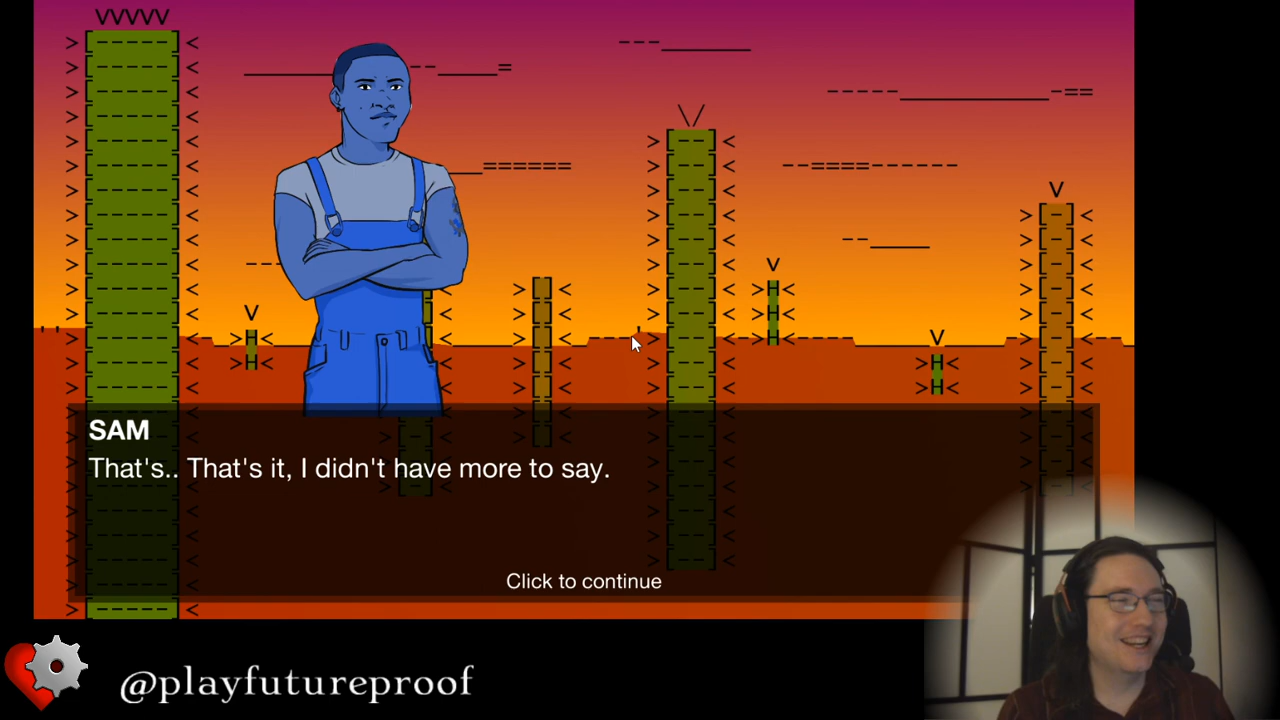 SAM
That's.. That's it, I didn't have more to say.
Click to continue
@playfutureproof